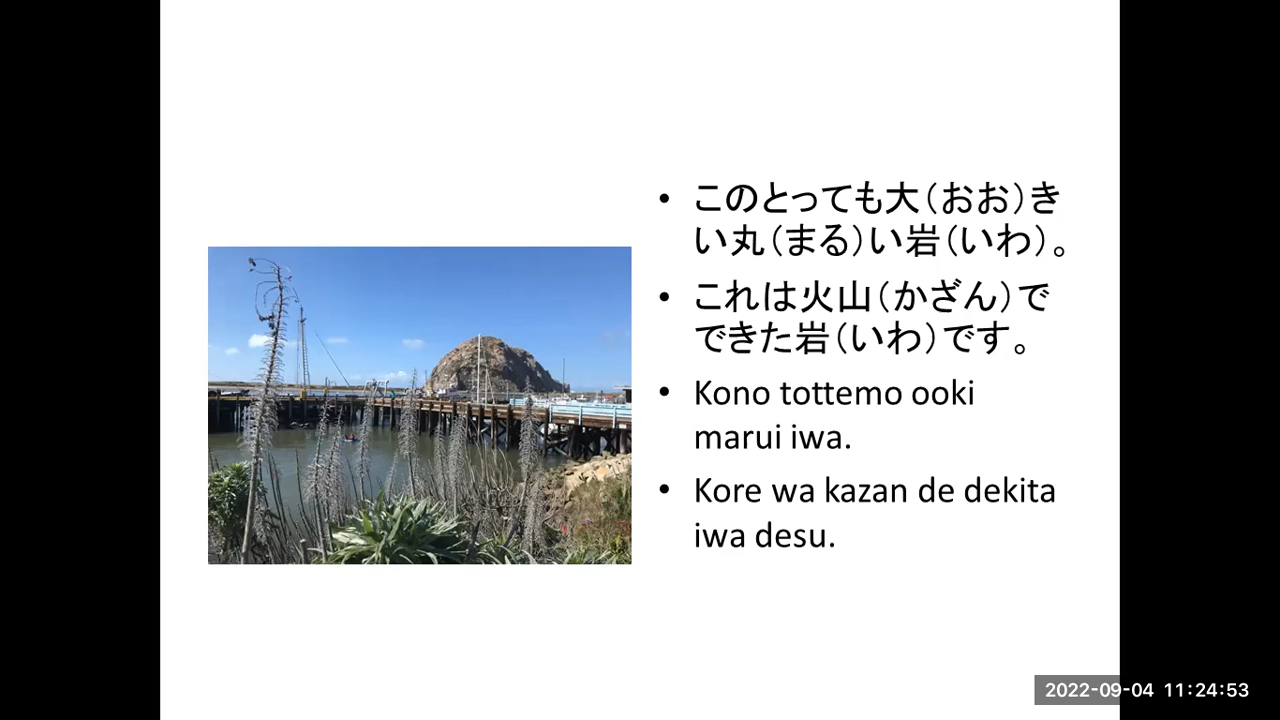 • このとっても大（おお）き
い丸（まる）い岩（いわ）。
• これは火山（かざん）で
できた岩（いわ）です。
• Kono tottemo ooki
marui iwa.
• Kore wa kazan de dekita
iwa desu.
2022-09-04 11:24:53